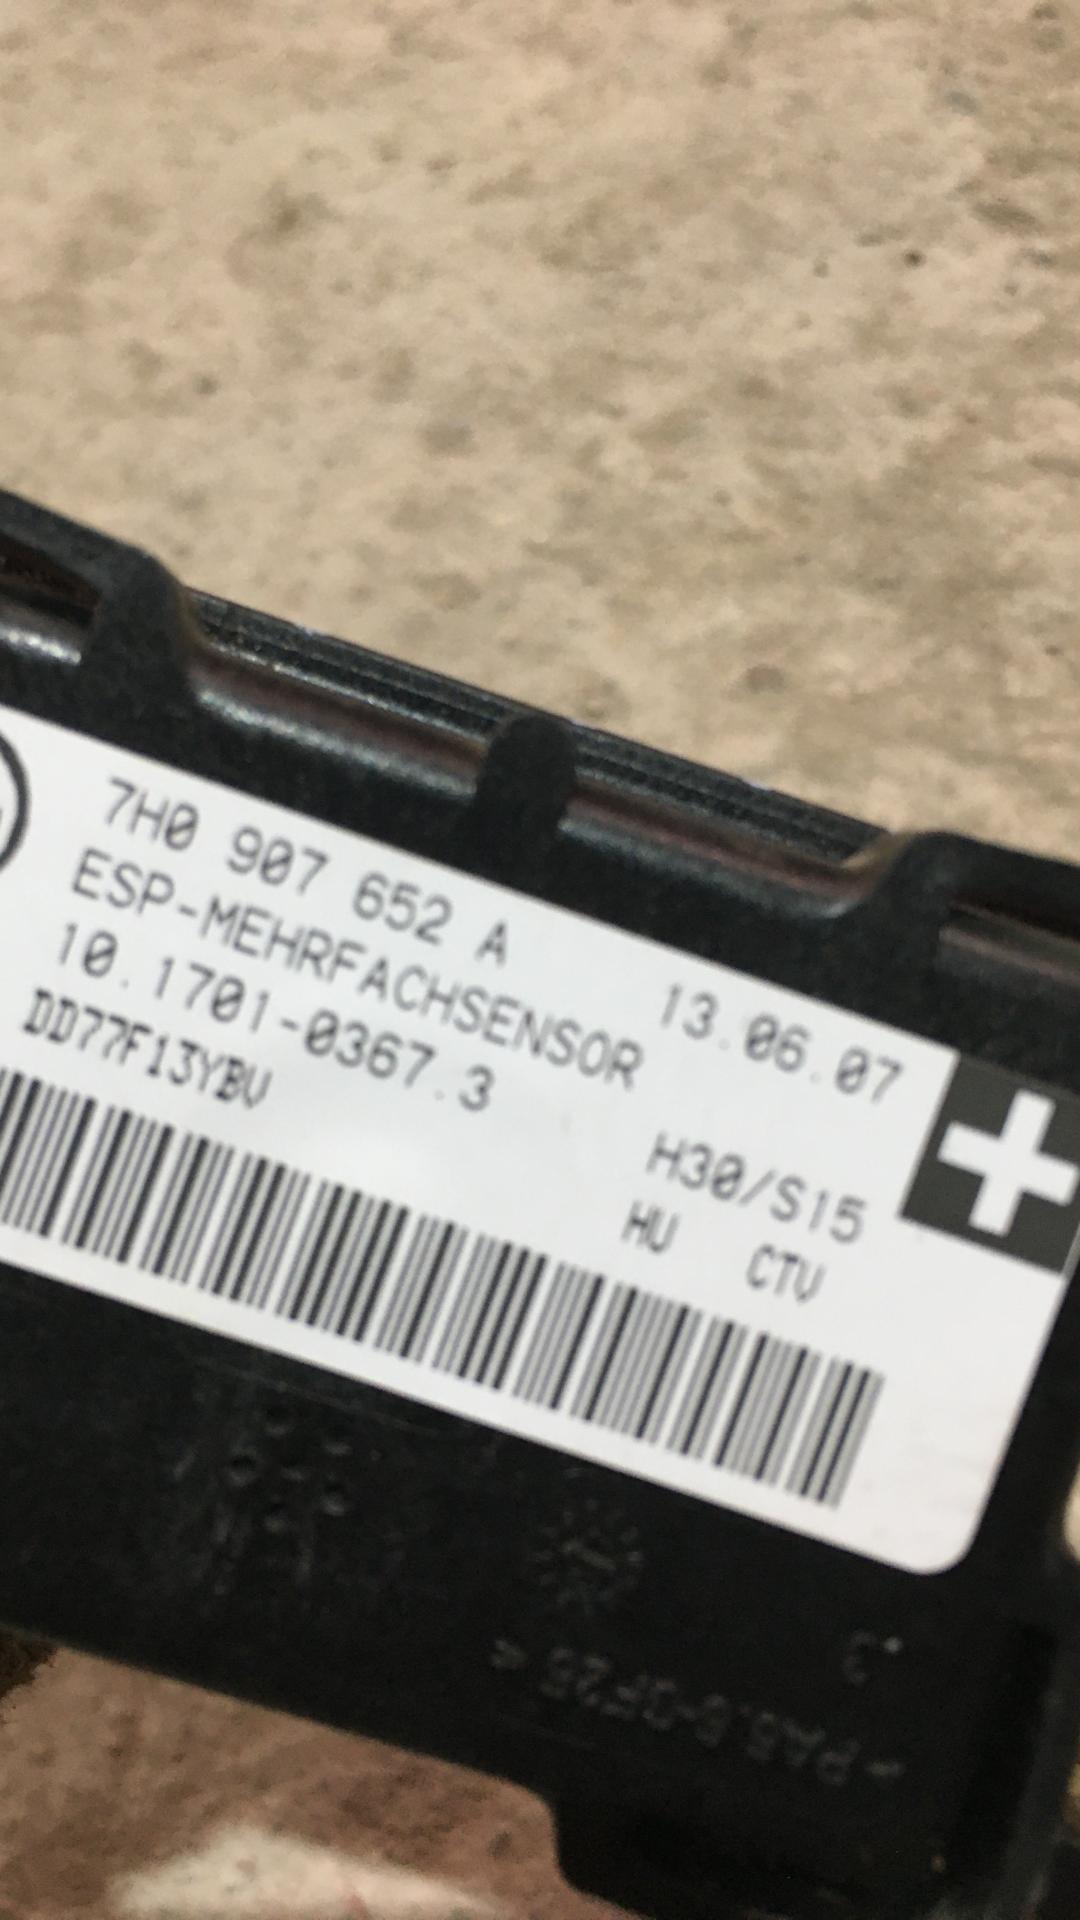 7H0 907 652 A
ESP-MEHRFACHSENSOR
13.06.07
10.1701-0367.3
DD77F13YBV
H30/S15
HU CTV
>PA6.6-GF25<